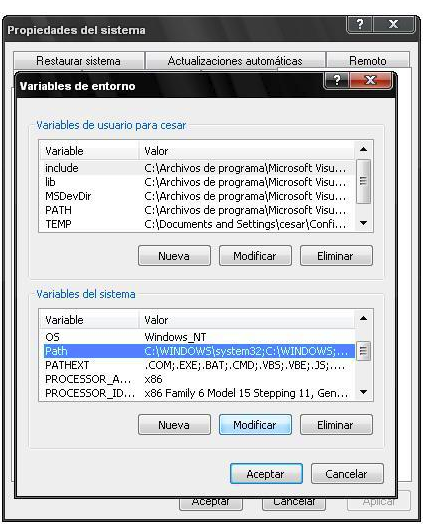 Propiedades del sistema
? X
Restaurar sistema Actualizaciones automáticas Remoto
Variables de entorno
? X
Variables de usuario para cesar
Variable Valor
include C:\Archivos de programa\Microsoft Visu...
lib C:\Archivos de programa\Microsoft Visu...
MSDevDir C:\Archivos de programa\Microsoft Visu...
PATH C:\Archivos de programa\Microsoft Visu...
TEMP C:\Documents and Settings\cesar\Confi...
Nueva Modificar Eliminar
Variables del sistema
Variable Valor
OS Windows_NT
Path C:\WINDOWS\system32;C:\WINDOWS;...
PATHEXT .COM;.EXE;.BAT;.CMD;.VBS;.VBE;.JS;....
PROCESSOR_A... x86
PROCESSOR_ID... x86 Family 6 Model 15 Stepping 11, Gen...
Nueva Modificar Eliminar
Aceptar Cancelar
Aceptar Cancelar Aplicar